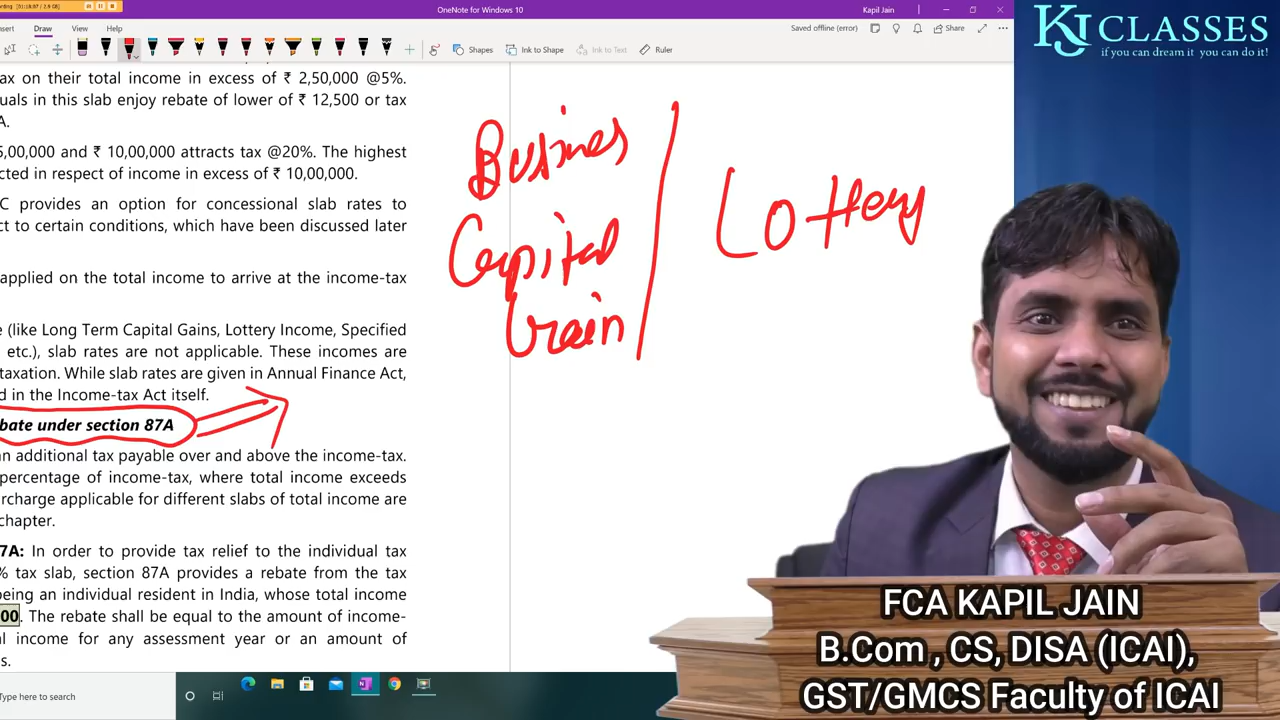 OneNote for Windows 10
Kapil Jain
Draw
View
Help
Saved offline (error)
Share
Shapes
Ink to Shape
Ink to Text
Ruler
KJ CLASSES
if you can dream it you can do it!
tax on their total income in excess of ₹ 2,50,000 @5%.
uals in this slab enjoy rebate of lower of ₹ 12,500 or tax
A.
5,00,000 and ₹ 10,00,000 attracts tax @20%. The highest
cted in respect of income in excess of ₹ 10,00,000.
C provides an option for concessional slab rates to
ct to certain conditions, which have been discussed later
applied on the total income to arrive at the income-tax
e (like Long Term Capital Gains, Lottery Income, Specified
etc.), slab rates are not applicable. These incomes are
taxation. While slab rates are given in Annual Finance Act,
d in the Income-tax Act itself.
bate under section 87A
an additional tax payable over and above the income-tax.
percentage of income-tax, where total income exceeds
rcharge applicable for different slabs of total income are
chapter.
7A: In order to provide tax relief to the individual tax
% tax slab, section 87A provides a rebate from the tax
being an individual resident in India, whose total income
00. The rebate shall be equal to the amount of income-
al income for any assessment year or an amount of
s.
Busines
Capital
Grain
Lottery
FCA KAPIL JAIN
B.Com , CS, DISA (ICAI),
GST/GMCS Faculty of ICAI
Type here to search